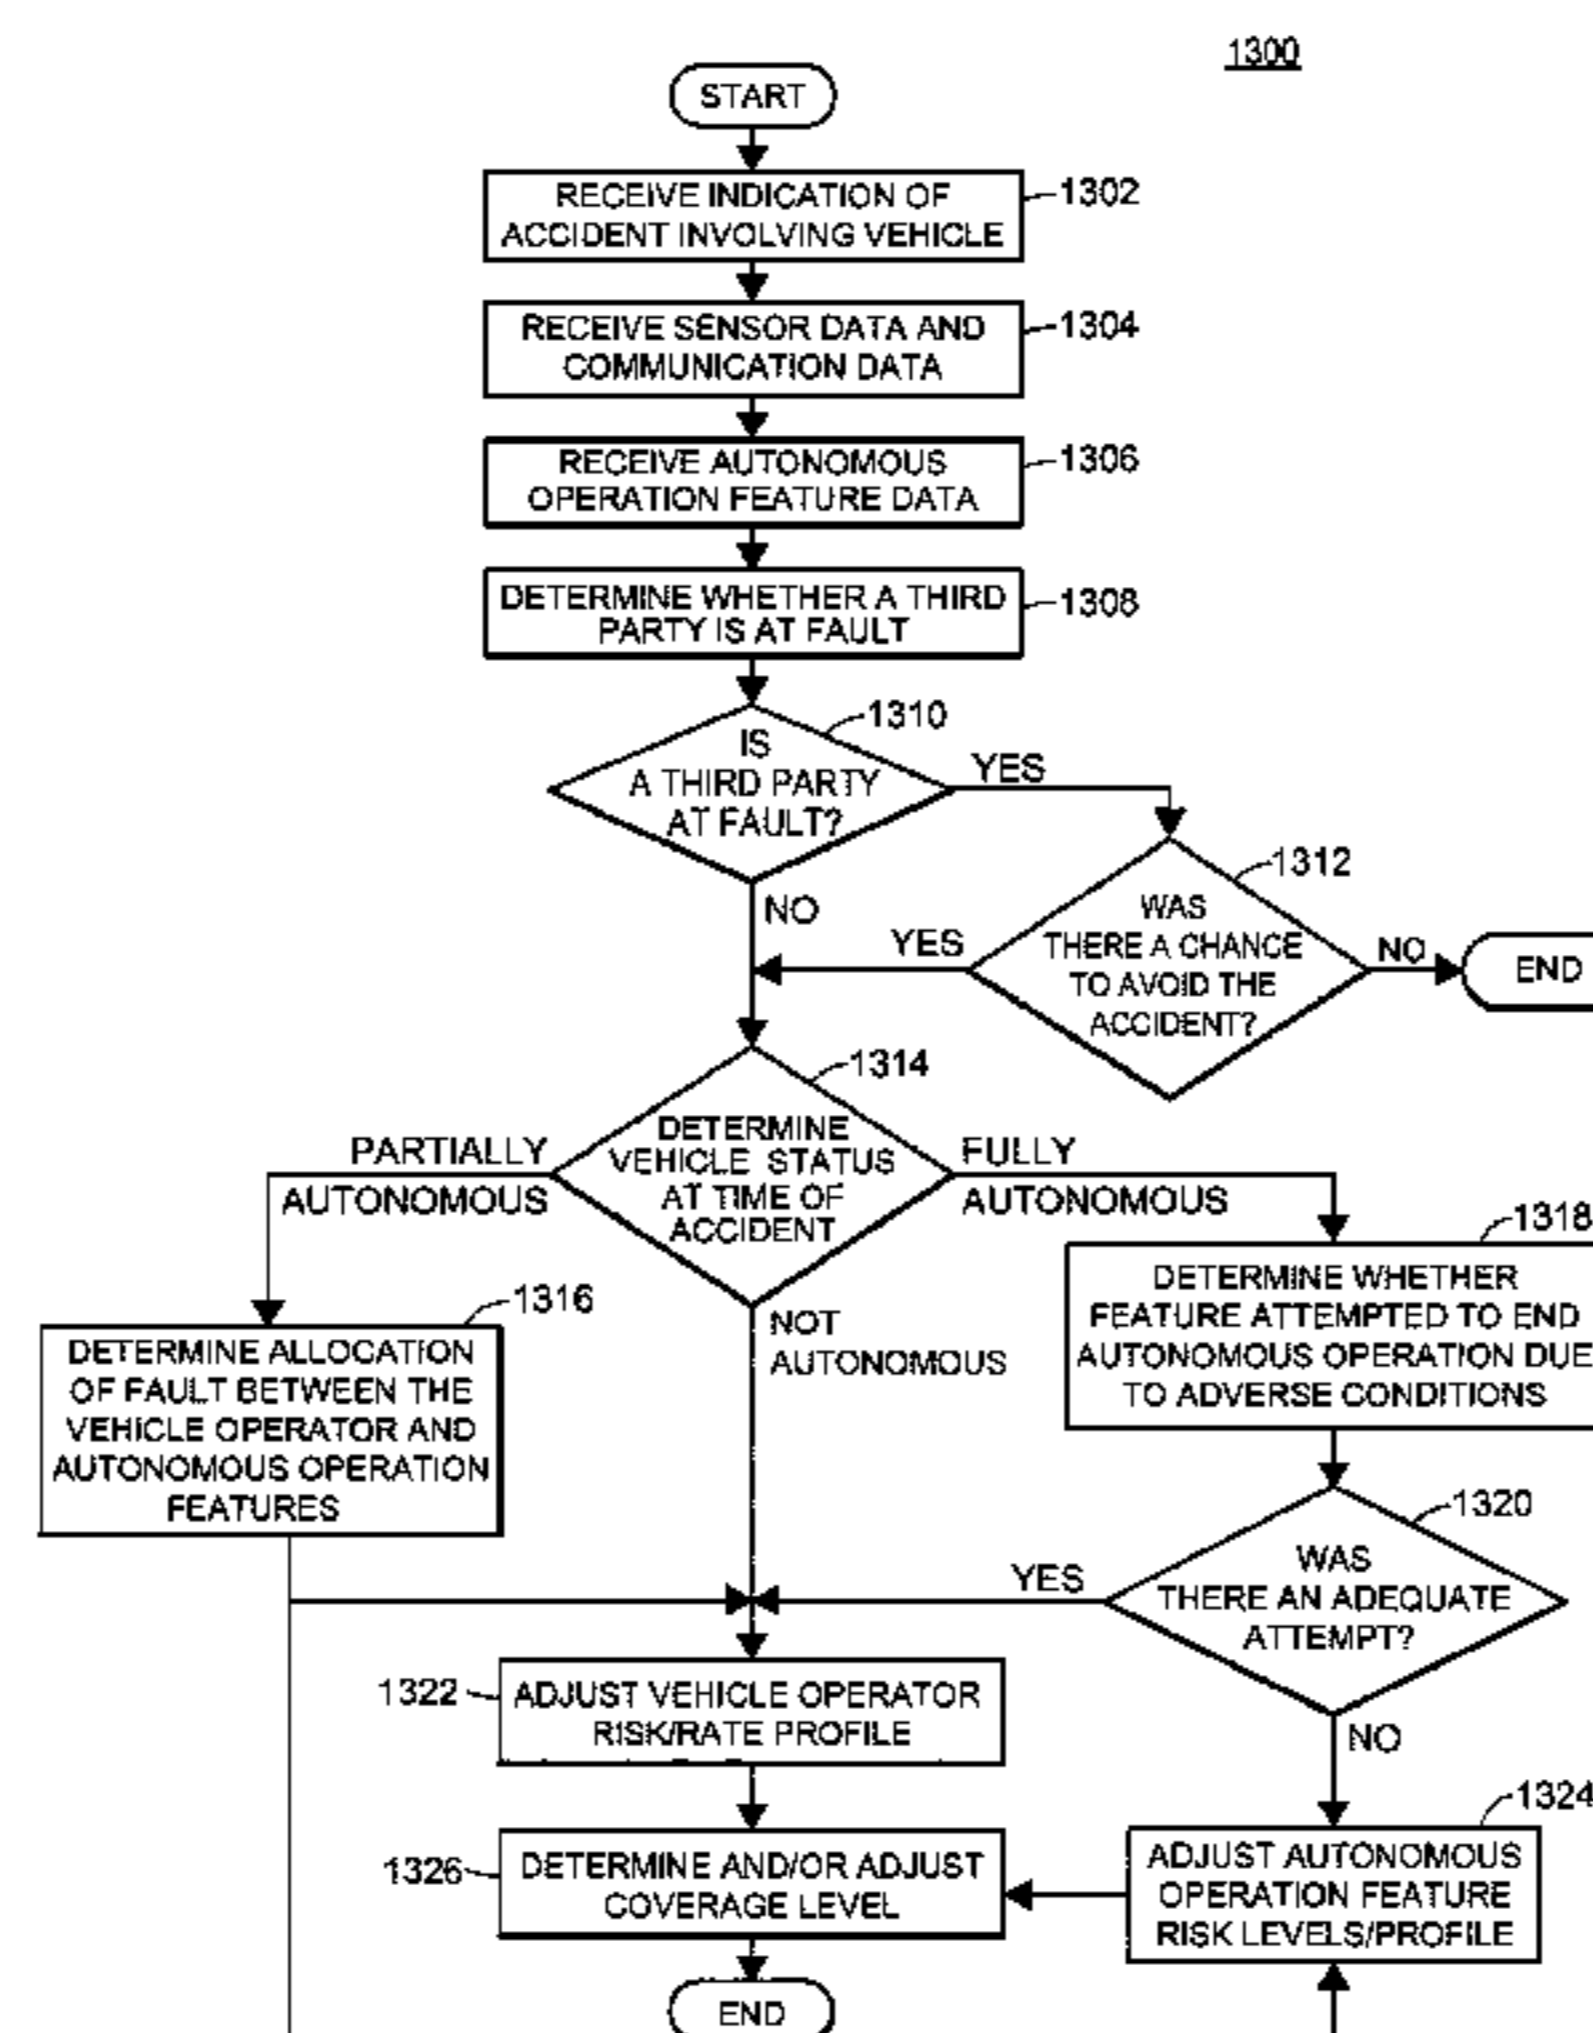 1300
START
RECEIVE INDICATION OF
ACCIDENT INVOLVING VEHICLE
1302
RECEIVE SENSOR DATA AND
COMMUNICATION DATA
1304
RECEIVE AUTONOMOUS
OPERATION FEATURE DATA
1306
DETERMINE WHETHER A THIRD
PARTY IS AT FAULT
1308
1310
IS
A THIRD PARTY
AT FAULT?
YES
NO
1312
WAS
THERE A CHANCE
TO AVOID THE
ACCIDENT?
YES
NO
END
1314
DETERMINE
VEHICLE STATUS
AT TIME OF
ACCIDENT
PARTIALLY
AUTONOMOUS
FULLY
AUTONOMOUS
NOT
AUTONOMOUS
1316
DETERMINE ALLOCATION
OF FAULT BETWEEN THE
VEHICLE OPERATOR AND
AUTONOMOUS OPERATION
FEATURES
1318
DETERMINE WHETHER
FEATURE ATTEMPTED TO END
AUTONOMOUS OPERATION DUE
TO ADVERSE CONDITIONS
1320
WAS
THERE AN ADEQUATE
ATTEMPT?
YES
NO
1322
ADJUST VEHICLE OPERATOR
RISK/RATE PROFILE
1324
ADJUST AUTONOMOUS
OPERATION FEATURE
RISK LEVELS/PROFILE
1326
DETERMINE AND/OR ADJUST
COVERAGE LEVEL
END